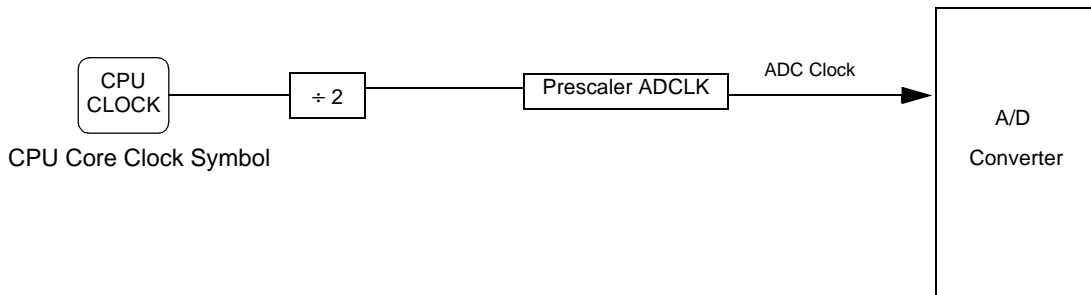 CPU
CLOCK
CPU Core Clock Symbol
÷ 2
Prescaler ADCLK
ADC Clock
A/D
Converter